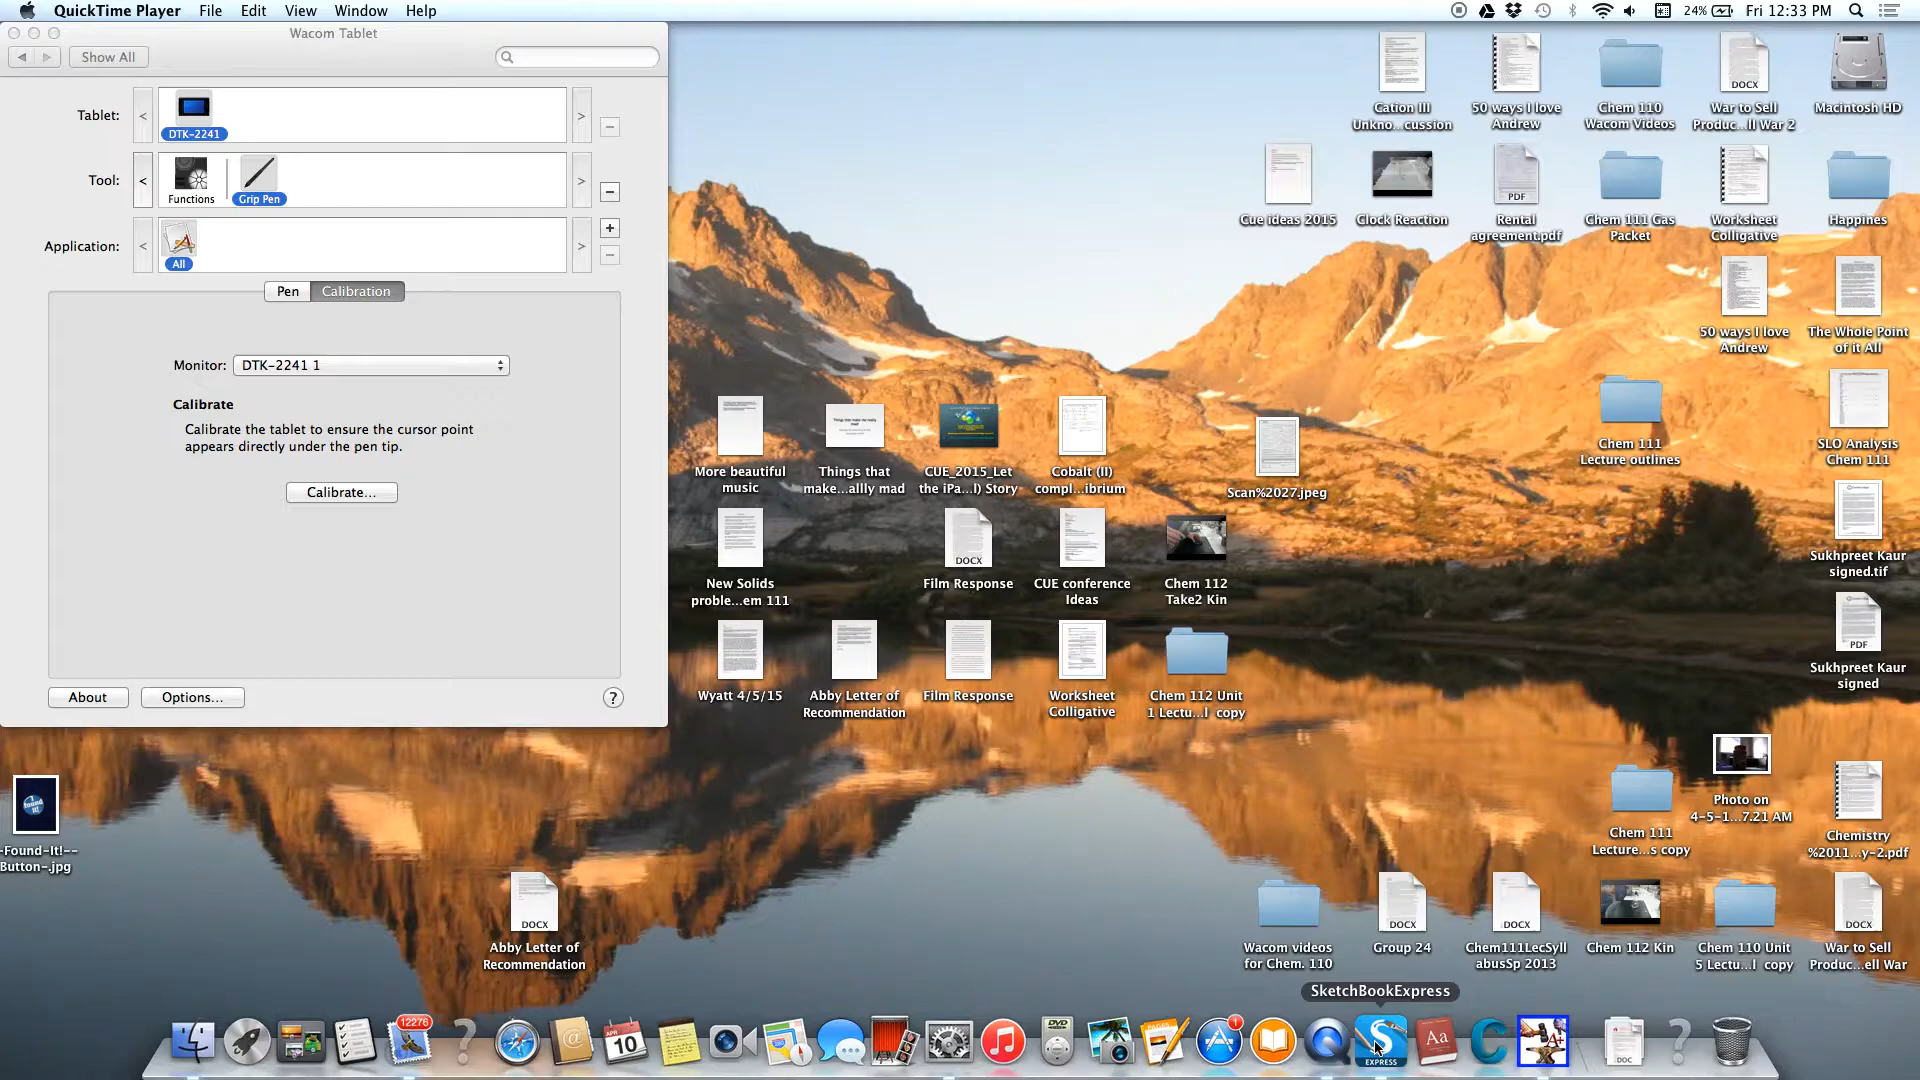 QuickTime Player File Edit View Window Help
24% Fri 12:33 PM
Wacom Tablet
Show All
Tablet:
DTK-2241
Tool:
Functions
Grip Pen
Application:
All
Pen Calibration
Monitor: DTK-2241 1
Calibrate
Calibrate the tablet to ensure the cursor point
appears directly under the pen tip.
Calibrate...
About Options... ?
Cation III
Unkno...cussion
50 ways I love
Andrew
Chem 110
Wacom Videos
DOCX
War to Sell
Produc...ll War 2
Macintosh HD
Cue ideas 2015
Clock Reaction
PDF
Rental
agreement.pdf
Chem 111 Gas
Packet
Worksheet
Colligative
Happines
50 ways I love
Andrew
The Whole Point
of it All
More beautiful
music
Things that
make...allly mad
CUE_2015_Let
the iPa...l) Story
Cobalt (II)
compl...ibrium
Scan%2027.jpeg
Chem 111
Lecture outlines
SLO Analysis
Chem 111
New Solids
proble...em 111
DOCX
Film Response
CUE conference
Ideas
Chem 112
Take2 Kin
Sukhpreet Kaur
signed.tif
Wyatt 4/5/15
Abby Letter of
Recommendation
Film Response
Worksheet
Colligative
Chem 112 Unit
1 Lectu...l copy
PDF
Sukhpreet Kaur
signed
I
found
it!
-Found-It!--
Button-.jpg
Chem 111
Lecture...s copy
Photo on
4-5-1...7.21 AM
Chemistry
%2011...y-2.pdf
DOCX
Abby Letter of
Recommendation
Wacom videos
for Chem. 110
DOCX
Group 24
DOCX
Chem111LecSyll
abusSp 2013
Chem 112 Kin
Chem 110 Unit
5 Lectu...l copy
DOCX
War to Sell
Produc...ell War
SketchBookExpress
12276
APR
10
DVD
PAGES
1
S
EXPRESS
Aa
C
A+
DOC